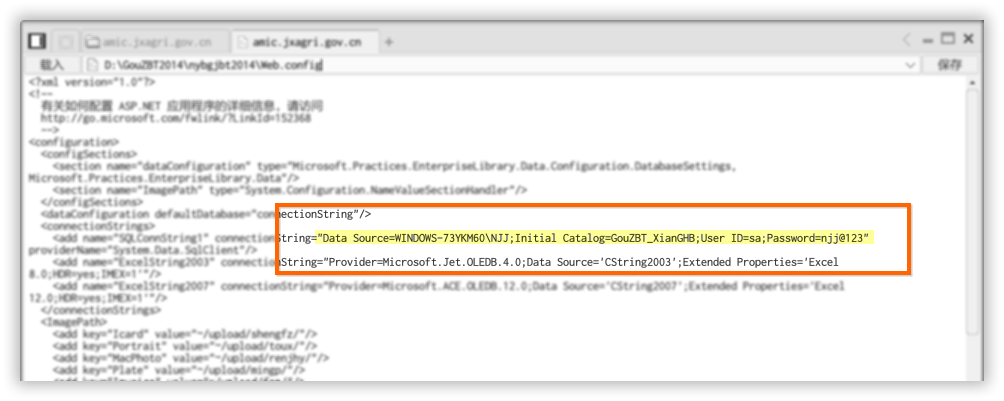 amic.jxagri.gov.cn
amic.jxagri.gov.cn
载入
D:\GouZBT2014\nybgjbt2014\Web.config
保存
<?xml version="1.0"?>
<!--
有关如何配置 ASP.NET 应用程序的详细信息，请访问
http://go.microsoft.com/fwlink/?LinkId=152368
-->
<configuration>
<configSections>
<section name="dataConfiguration" type="Microsoft.Practices.EnterpriseLibrary.Data.Configuration.DatabaseSettings,
Microsoft.Practices.EnterpriseLibrary.Data"/>
<section name="ImagePath" type="System.Configuration.NameValueSectionHandler"/>
</configSections>
<dataConfiguration defaultDatabase="connectionString"/>
<connectionStrings>
<add name="SQLConnString1" connectionString="Data Source=WINDOWS-73YKM60\NJJ;Initial Catalog=GouZBT_XianGHB;User ID=sa;Password=njj@123"
providerName="System.Data.SqlClient"/>
<add name="ExcelString2003" connectionString="Provider=Microsoft.Jet.OLEDB.4.0;Data Source='CString2003';Extended Properties='Excel
8.0;HDR=yes;IMEX=1'"/>
<add name="ExcelString2007" connectionString="Provider=Microsoft.ACE.OLEDB.12.0;Data Source='CString2007';Extended Properties='Excel
12.0;HDR=yes;IMEX=1'"/>
</connectionStrings>
<ImagePath>
<add key="Icard" value="~/upload/shengfz/"/>
<add key="Portrait" value="~/upload/toux/"/>
<add key="MacPhoto" value="~/upload/renjhy/"/>
<add key="Plate" value="~/upload/mingp/"/>